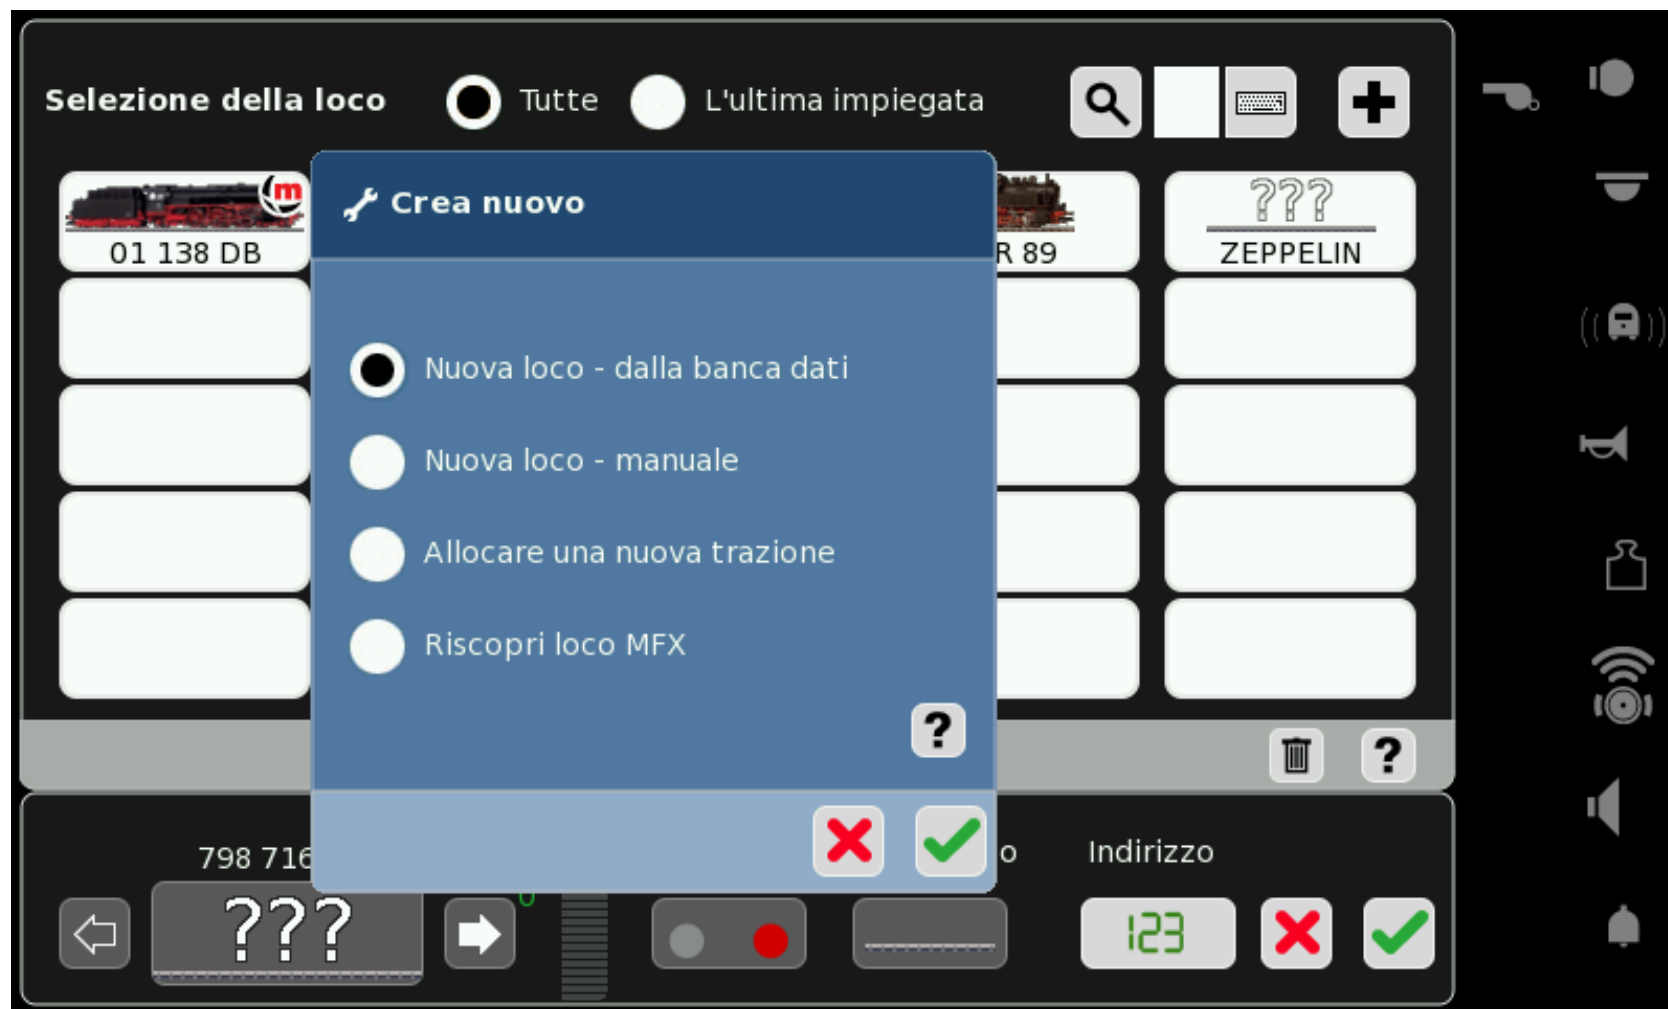 Selezione della loco Tutte L'ultima impiegata
m
01 138 DB R 89 ???
ZEPPELIN
Crea nuovo
Nuova loco - dalla banca dati
Nuova loco - manuale
Allocare una nuova trazione
Riscopri loco MFX
?
?
798 716 o Indirizzo
???
0
123